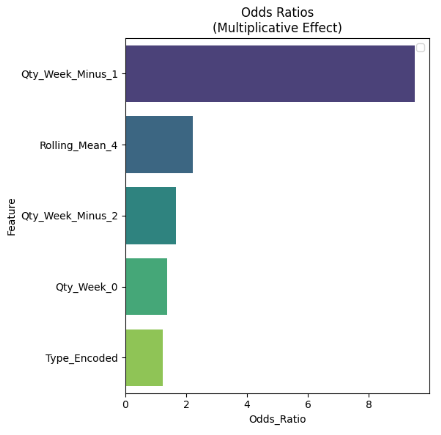 Odds Ratios
(Multiplicative Effect)
Feature
Qty_Week_Minus_1
Rolling_Mean_4
Qty_Week_Minus_2
Qty_Week_0
Type_Encoded
0 2 4 6 8
Odds_Ratio